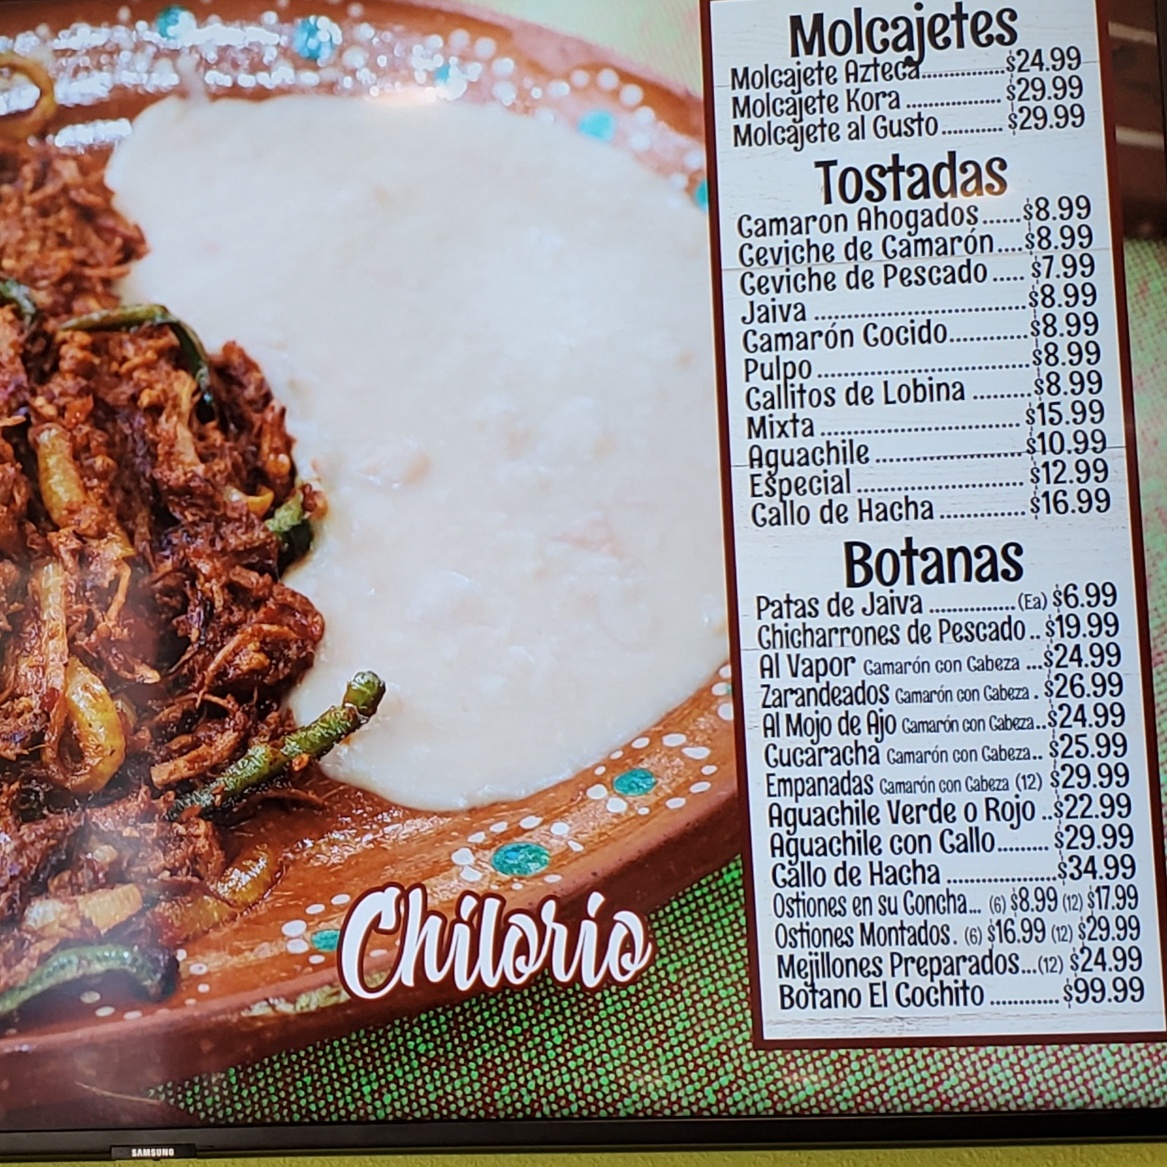 Molcajetes
Molcajete Azteca..............$24.99
Molcajete Kora ................ $29.99
Molcajete al Gusto.......... $29.99
Tostadas
Camaron Ahogados......$8.99
Ceviche de Camarón....$8.99
Ceviche de Pescado ..... $7.99
Jaiva ...............................$8.99
Camarón Cocido............$8.99
Pulpo ..............................$8.99
Callitos de Lobina .........$8.99
Mixta ............................. $15.99
Aguachile .......................$10.99
Especial ........................ $12.99
Callo de Hacha ............. $16.99
Botanas
Patas de Jaiva ..............(Ea) $6.99
Chicharrones de Pescado .. $19.99
Al Vapor Camarón con Cabeza ...$24.99
Zarandeados Camarón con Cabeza . $26.99
Al Mojo de Ajo Camarón con Cabeza..$24.99
Cucaracha Camarón con Cabeza.. $25.99
Empanadas Camarón con Cabeza (12) $29.99
Aguachile Verde o Rojo ..$22.99
Aguachile con Callo......... $29.99
Callo de Hacha ...................$34.99
Ostiones en su Concha... (6) $8.99 (12) $17.99
Ostiones Montados. (6) $16.99 (12) $29.99
Mejillones Preparados...(12) $24.99
Botano El Cochito ............ $99.99
Chilorio
SAMSUNG